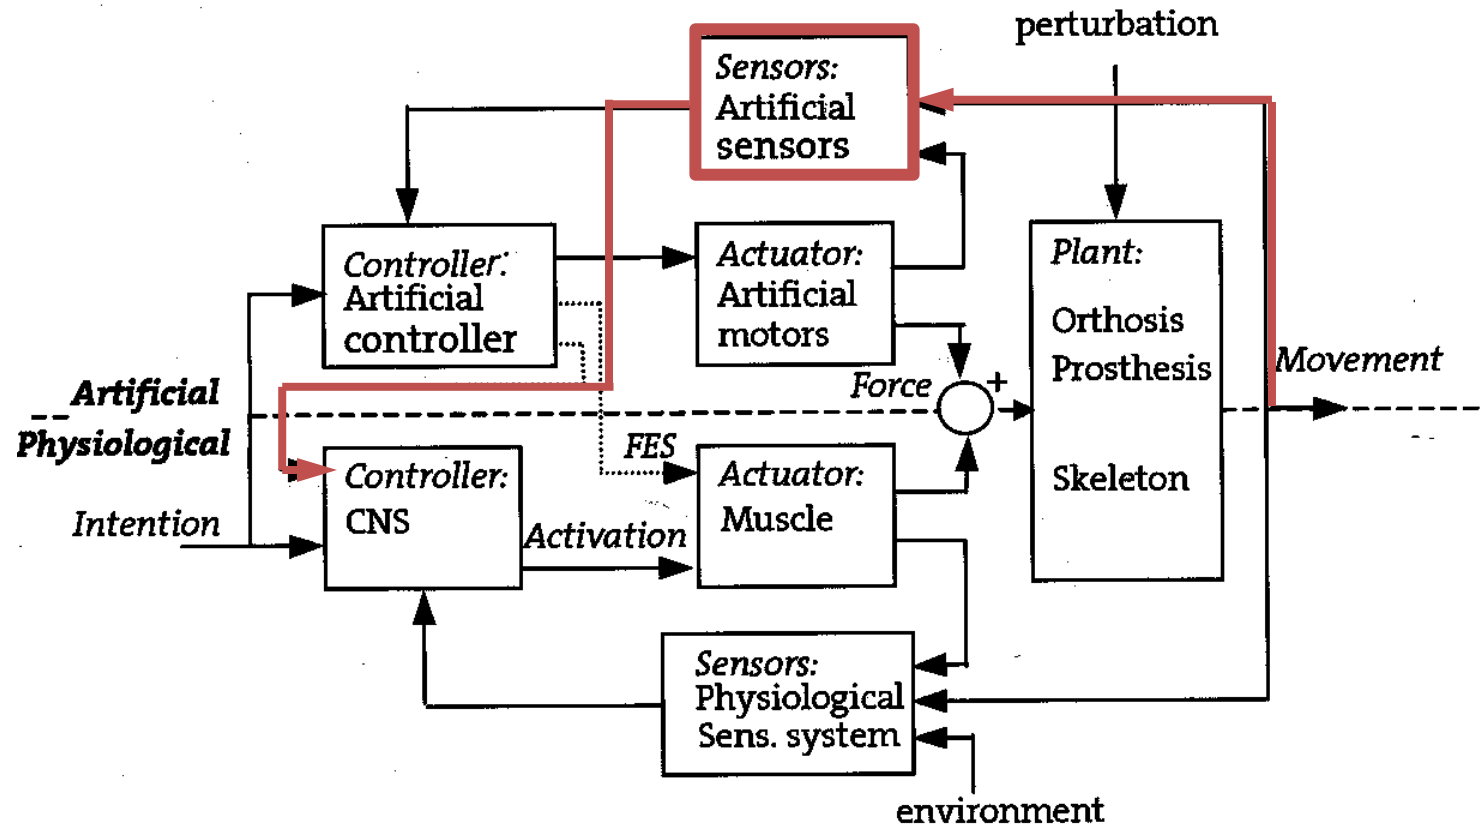 perturbation
Sensors:
Artificial
sensors
Controller:
Artificial
controller
Actuator:
Artificial
motors
Plant:
Orthosis
Prosthesis
Skeleton
Force
+
Movement
Artificial
Physiological
Intention
Controller:
CNS
FES
Activation
Actuator:
Muscle
Sensors:
Physiological
Sens. system
environment